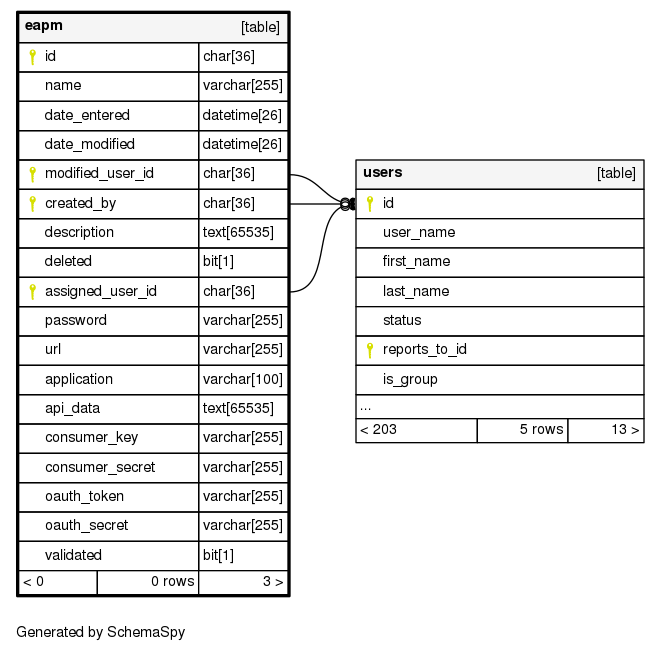 eapm [table]
id char[36]
name varchar[255]
date_entered datetime[26]
date_modified datetime[26]
modified_user_id char[36]
created_by char[36]
description text[65535]
deleted bit[1]
assigned_user_id char[36]
password varchar[255]
url varchar[255]
application varchar[100]
api_data text[65535]
consumer_key varchar[255]
consumer_secret varchar[255]
oauth_token varchar[255]
oauth_secret varchar[255]
validated bit[1]
< 0 0 rows 3 >
users [table]
id
user_name
first_name
last_name
status
reports_to_id
is_group
...
< 203 5 rows 13 >
Generated by SchemaSpy